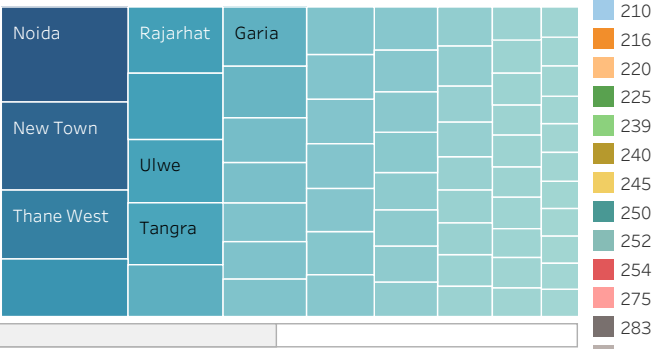 Noida
Rajarhat
Garia
New Town
Ulwe
Thane West
Tangra
210
216
220
225
239
240
245
250
252
254
275
283